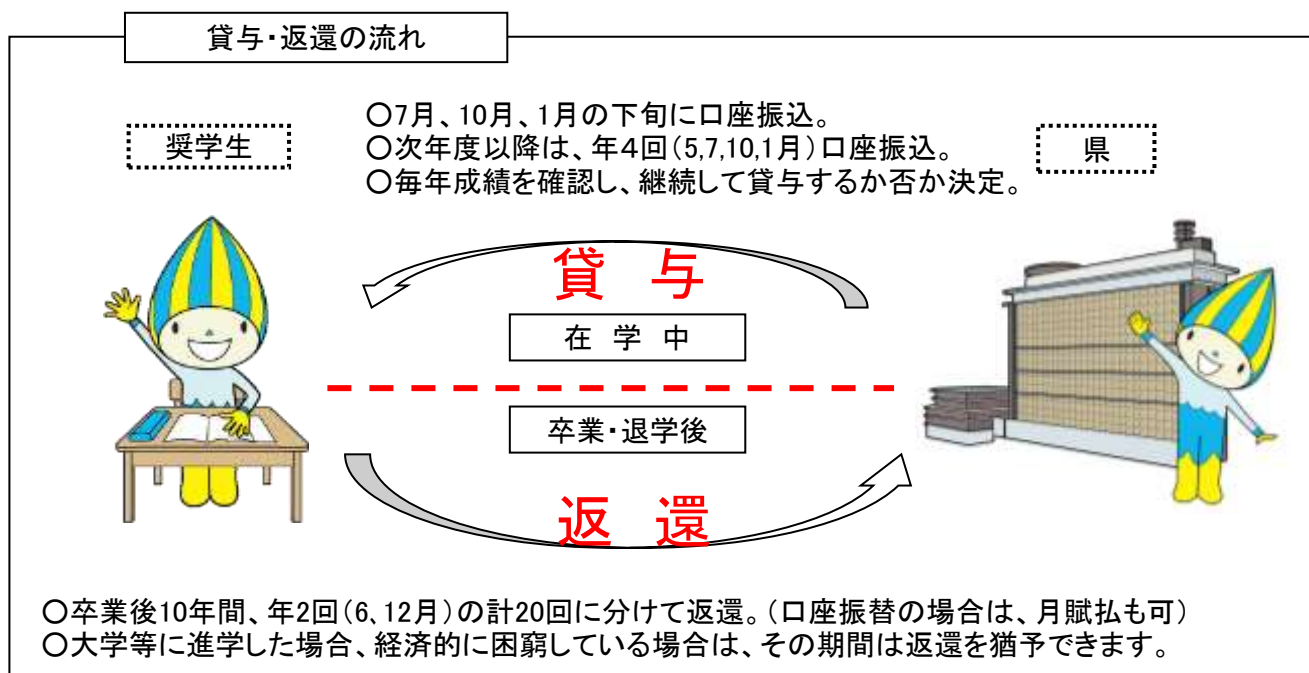 貸与・返還の流れ
〇7月、10月、1月の下旬に口座振込。
奨学生
〇次年度以降は、年４回（5,7,10,1月）口座振込。
県
〇毎年成績を確認し、継続して貸与するか否か決定。
貸 与
在 学 中
卒業・退学後
返 還
〇卒業後10年間、年2回（6、12月）の計20回に分けて返還。（口座振替の場合は、月賦払も可）
〇大学等に進学した場合、経済的に困窮している場合は、その期間は返還を猶予できます。